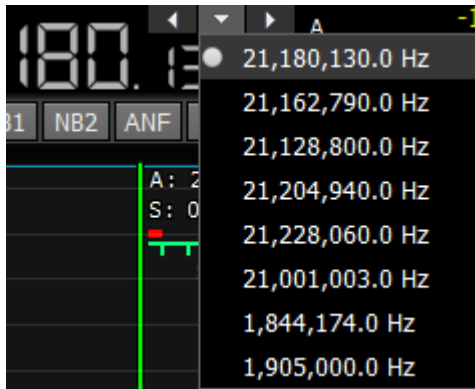 180.
A
21,180,130.0 Hz
21,162,790.0 Hz
NB2 ANF
21,128,800.0 Hz
A: 2
21,204,940.0 Hz
S: 0
21,228,060.0 Hz
21,001,003.0 Hz
1,844,174.0 Hz
1,905,000.0 Hz